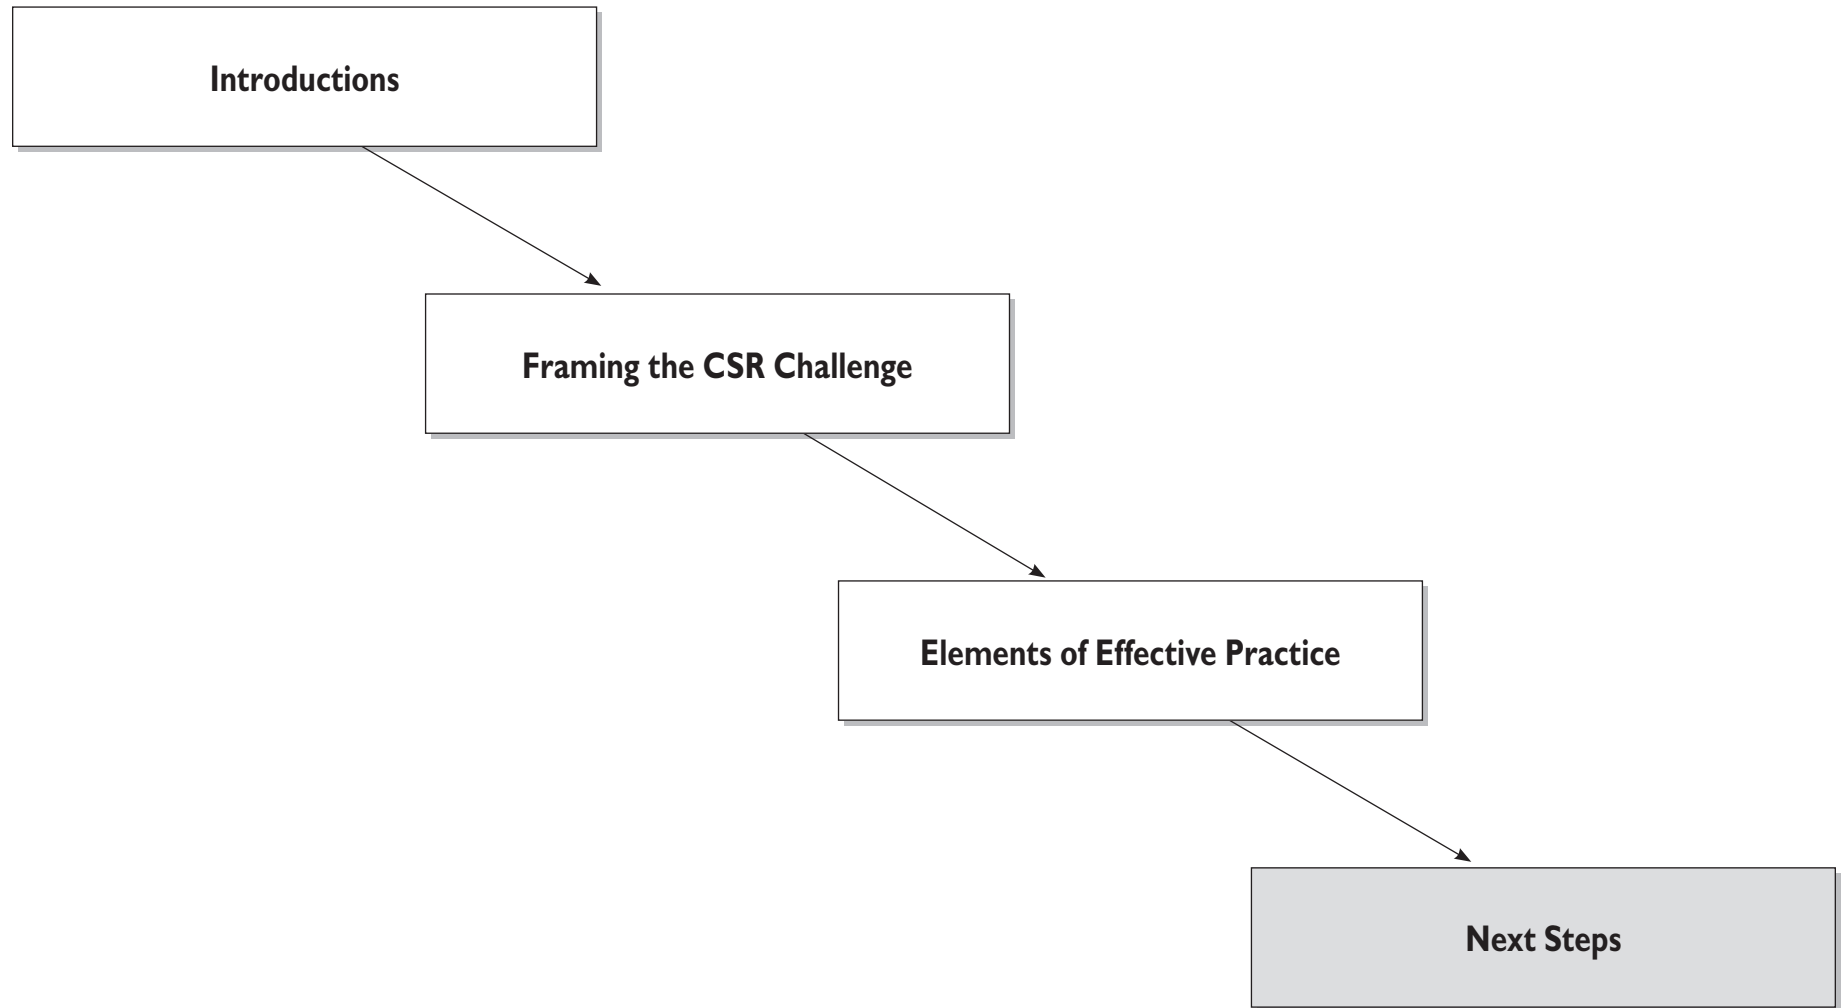 Introductions
Framing the CSR Challenge
Elements of Effective Practice
Next Steps